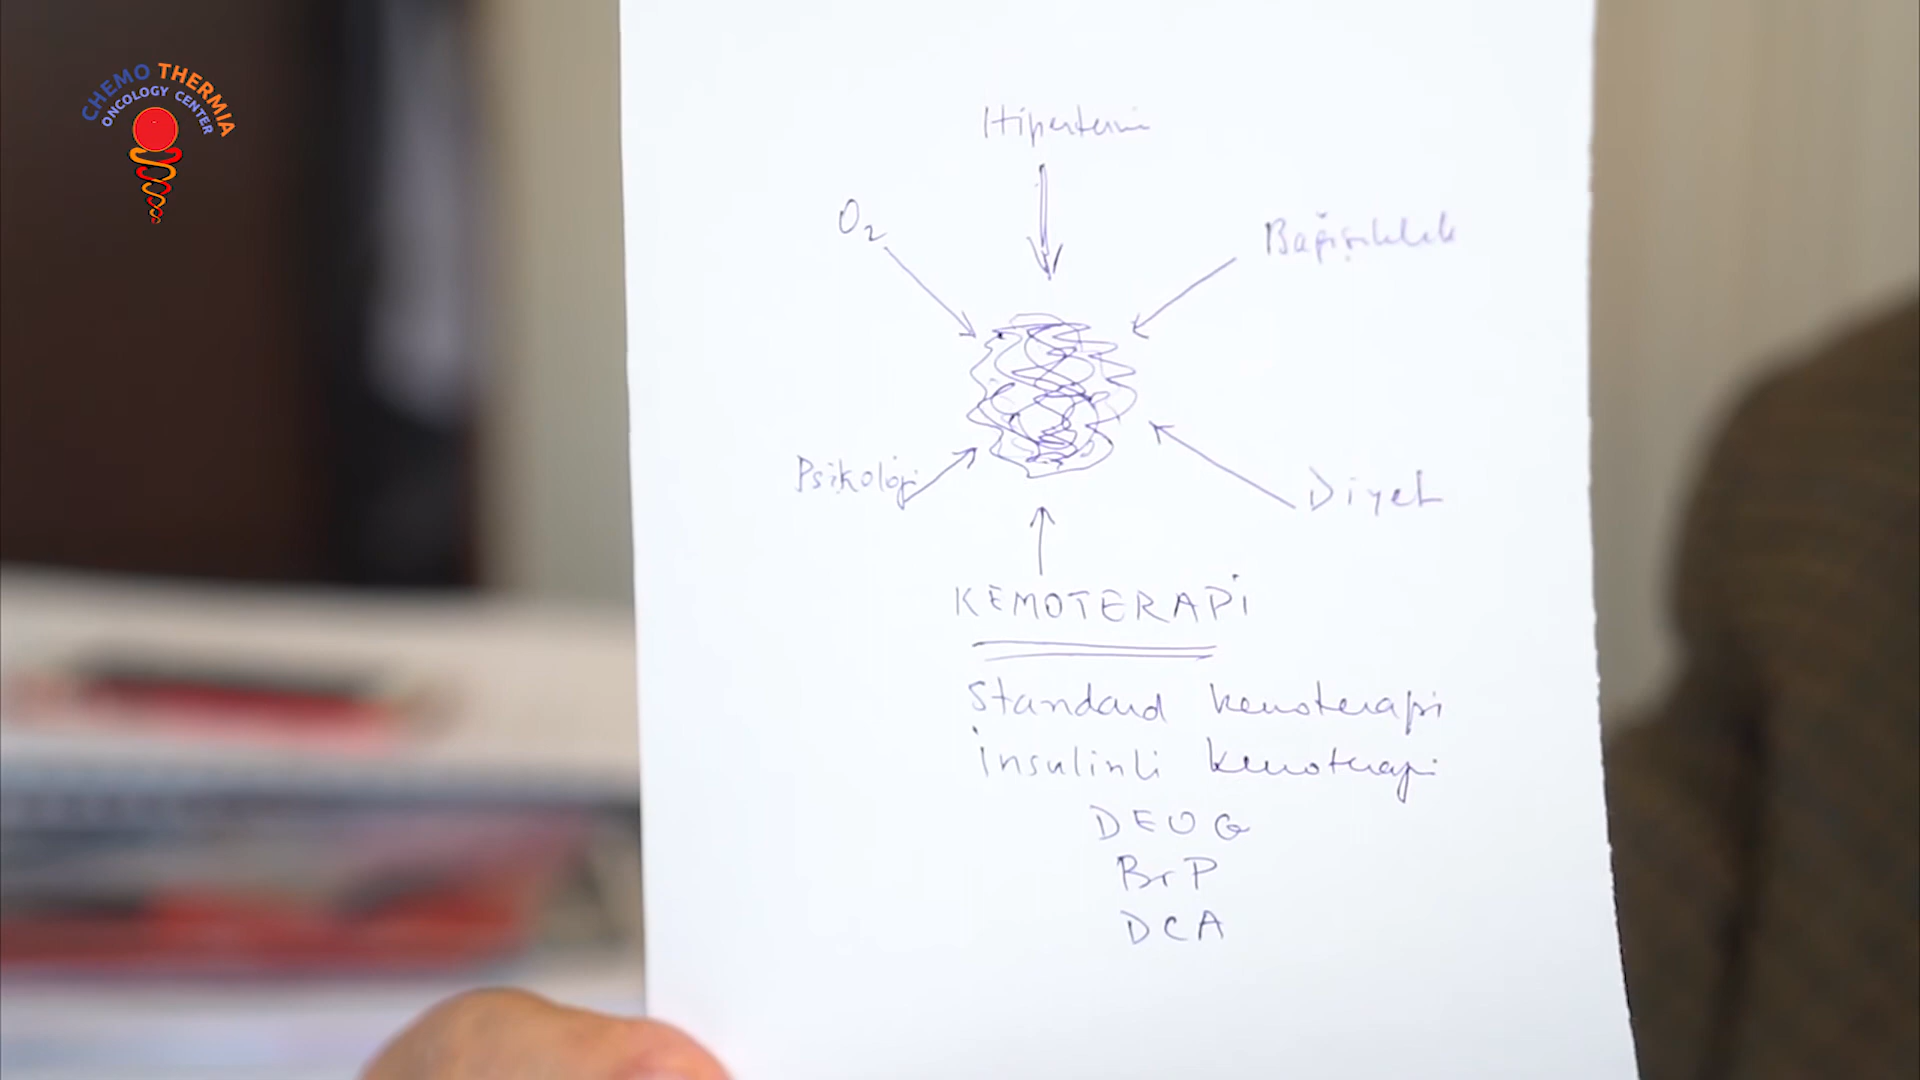 CHEMO THERMIA
ONCOLOGY CENTER
Hipertermi
O2
Bağışıklık
Psikoloji
Diyet
KEMOTERAPİ
Standard kemoterapi
İnsulinli kemoterapi
DEOG
BrP
DCA